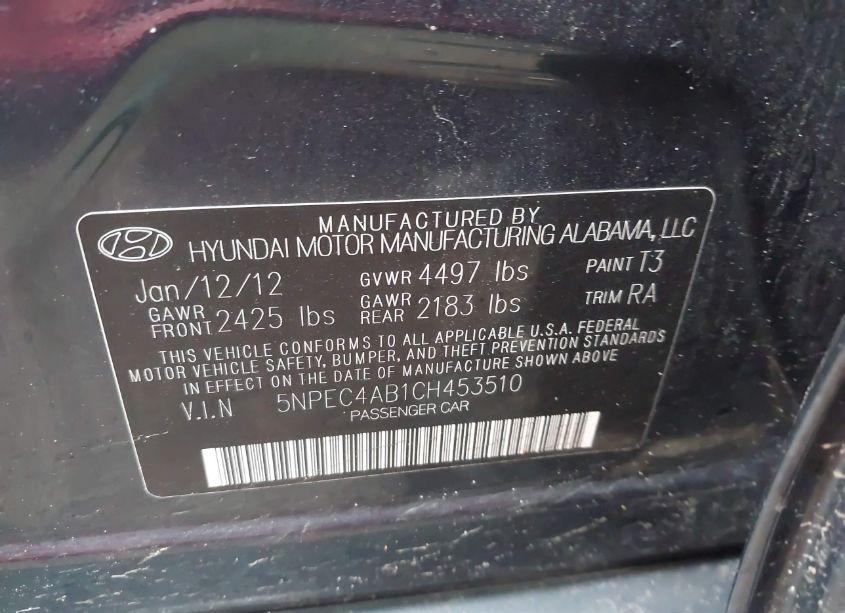 MANUFACTURED BY
HYUNDAI MOTOR MANUFACTURING ALABAMA, LLC
Jan/12/12 GVWR 4497 lbs PAINT T3
GAWR FRONT 2425 lbs GAWR REAR 2183 lbs TRIM RA
THIS VEHICLE CONFORMS TO ALL APPLICABLE U.S.A. FEDERAL
MOTOR VEHICLE SAFETY, BUMPER, AND THEFT PREVENTION STANDARDS
IN EFFECT ON THE DATE OF MANUFACTURE SHOWN ABOVE
V.I.N 5NPEC4AB1CH453510
PASSENGER CAR